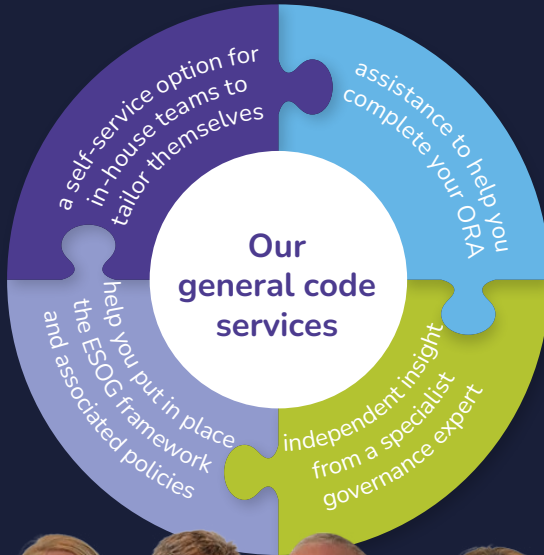 a self-service option for
in-house teams to
tailor themselves
assistance to help you
complete your ORA
Our
general code
services
help you put in place
the ESOG framework
and associated policies
independent insight
from a specialist
governance expert